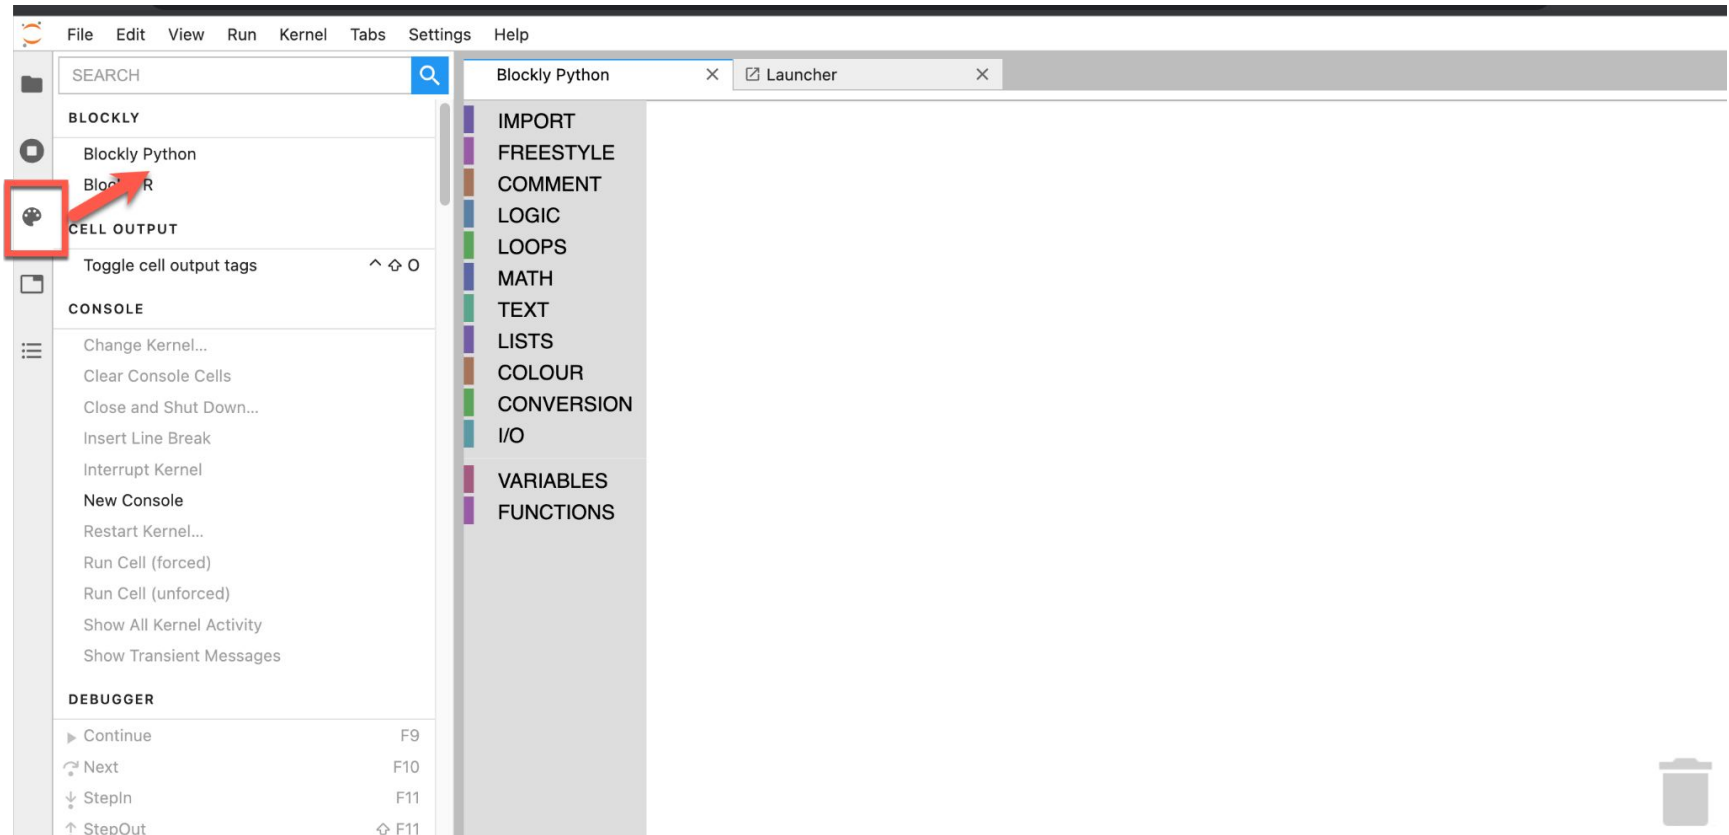 File Edit View Run Kernel Tabs Settings Help
SEARCH
BLOCKLY
Blockly Python
R
CELL OUTPUT
Toggle cell output tags ^ ⇧ O
CONSOLE
Change Kernel...
Clear Console Cells
Close and Shut Down...
Insert Line Break
Interrupt Kernel
New Console
Restart Kernel...
Run Cell (forced)
Run Cell (unforced)
Show All Kernel Activity
Show Transient Messages
DEBUGGER
Continue F9
Next F10
StepIn F11
StepOut ⇧ F11
Blockly Python
Launcher
IMPORT
FREESTYLE
COMMENT
LOGIC
LOOPS
MATH
TEXT
LISTS
COLOUR
CONVERSION
I/O
VARIABLES
FUNCTIONS